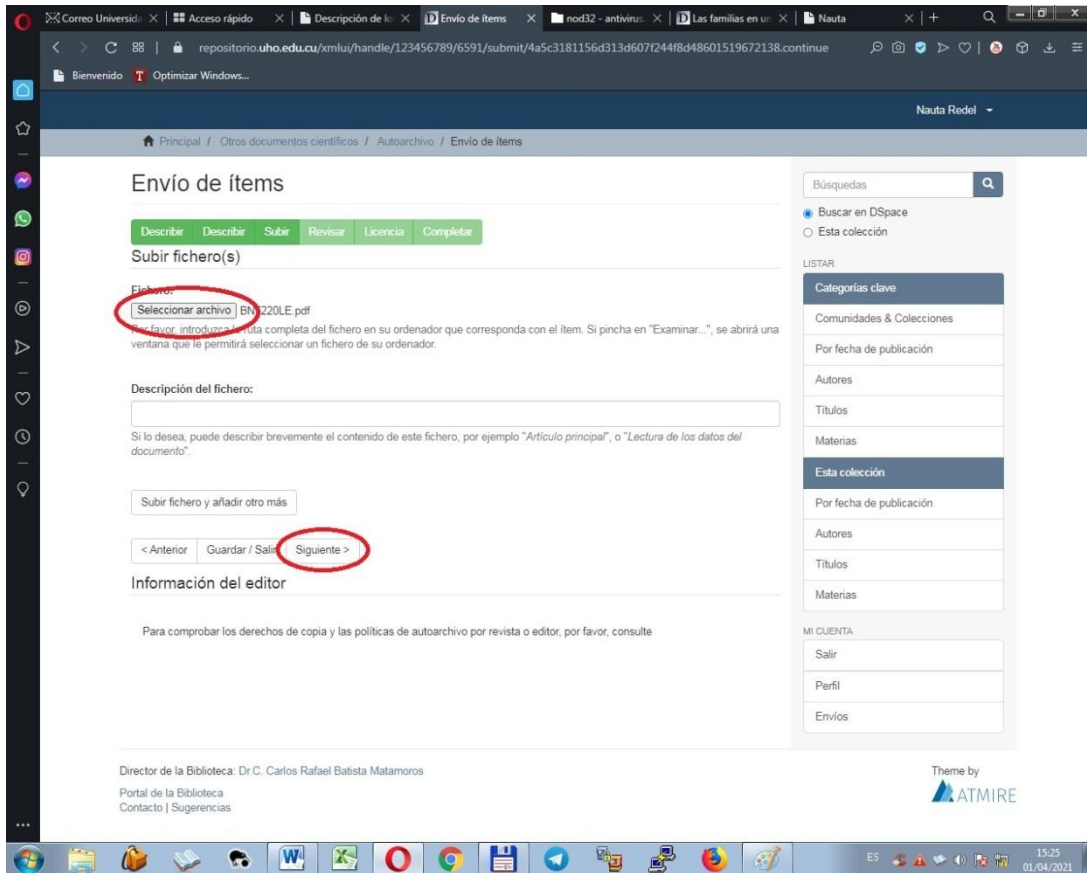 Correo Universida
Acceso rápido
Descripción de lo
Envío de ítems
nod32 - antivirus
Las familias en un
Nauta
repositorio.uho.edu.cu/xmlui/handle/123456789/6591/submit/4a5c3181156d313d607f244f8d48601519672138.continue
Bienvenido
Optimizar Windows...
Nauta Redel
Principal / Otros documentos científicos / Autoarchivo / Envío de ítems
Envío de ítems
Describir Describir Subir Revisar Licencia Completar
Subir fichero(s)
Fichero:
Seleccionar archivo
220LE.pdf
Por favor, introduzca la ruta completa del fichero en su ordenador que corresponda con el ítem. Si pincha en "Examinar...", se abrirá una
ventana que le permitirá seleccionar un fichero de su ordenador.
Descripción del fichero:
Si lo desea, puede describir brevemente el contenido de este fichero, por ejemplo "Artículo principal", o "Lectura de los datos del
documento".
Subir fichero y añadir otro más
< Anterior
Guardar / Salir
Siguiente >
Información del editor
Para comprobar los derechos de copia y las políticas de autoarchivo por revista o editor, por favor, consulte
Búsquedas
Buscar en DSpace
Esta colección
LISTAR
Categorías clave
Comunidades & Colecciones
Por fecha de publicación
Autores
Títulos
Materias
Esta colección
Por fecha de publicación
Autores
Títulos
Materias
MI CUENTA
Salir
Perfil
Envíos
Director de la Biblioteca: Dr.C. Carlos Rafael Batista Matamoros
Portal de la Biblioteca
Contacto | Sugerencias
Theme by
ATMIRE
ES
15:25
01/04/2021